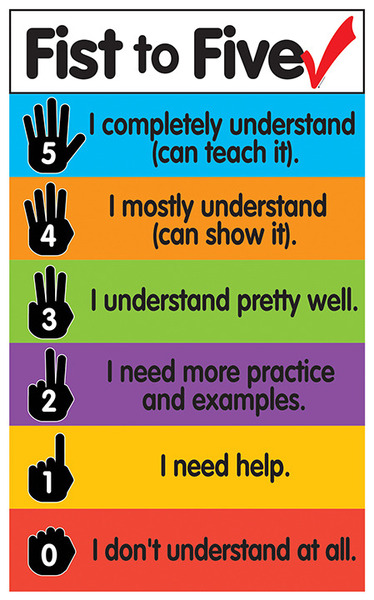 Fist to Five
5
I completely understand
(can teach it).
4
I mostly understand
(can show it).
3
I understand pretty well.
2
I need more practice
and examples.
1
I need help.
0
I don't understand at all.